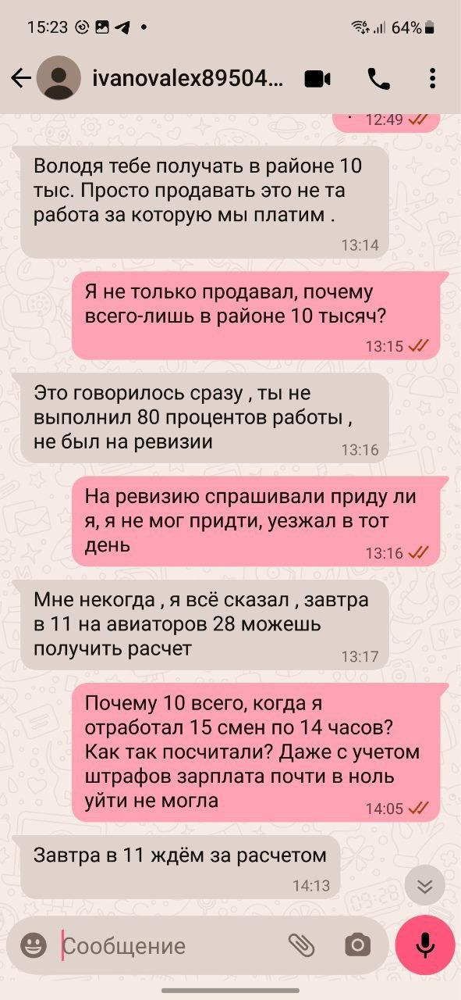 15:23
64%
ivanovalex89504...
12:49
Володя тебе получать в районе 10
тыс. Просто продавать это не та
работа за которую мы платим .
13:14
Я не только продавал, почему
всего-лишь в районе 10 тысяч?
13:15
Это говорилось сразу , ты не
выполнил 80 процентов работы ,
не был на ревизии
13:16
На ревизию спрашивали приду ли
я, я не мог придти, уезжал в тот
день
13:16
Мне некогда , я всё сказал , завтра
в 11 на авиаторов 28 можешь
получить расчет
13:17
Почему 10 всего, когда я
отработал 15 смен по 14 часов?
Как так посчитали? Даже с учетом
штрафов зарплата почти в ноль
уйти не могла
14:05
Завтра в 11 ждём за расчетом
14:13
Сообщение